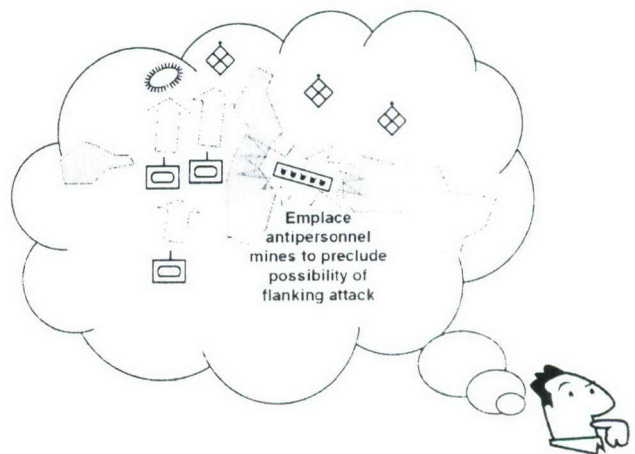 Emplace
antipersonnel
mines to preclude
possibility of
flanking attack